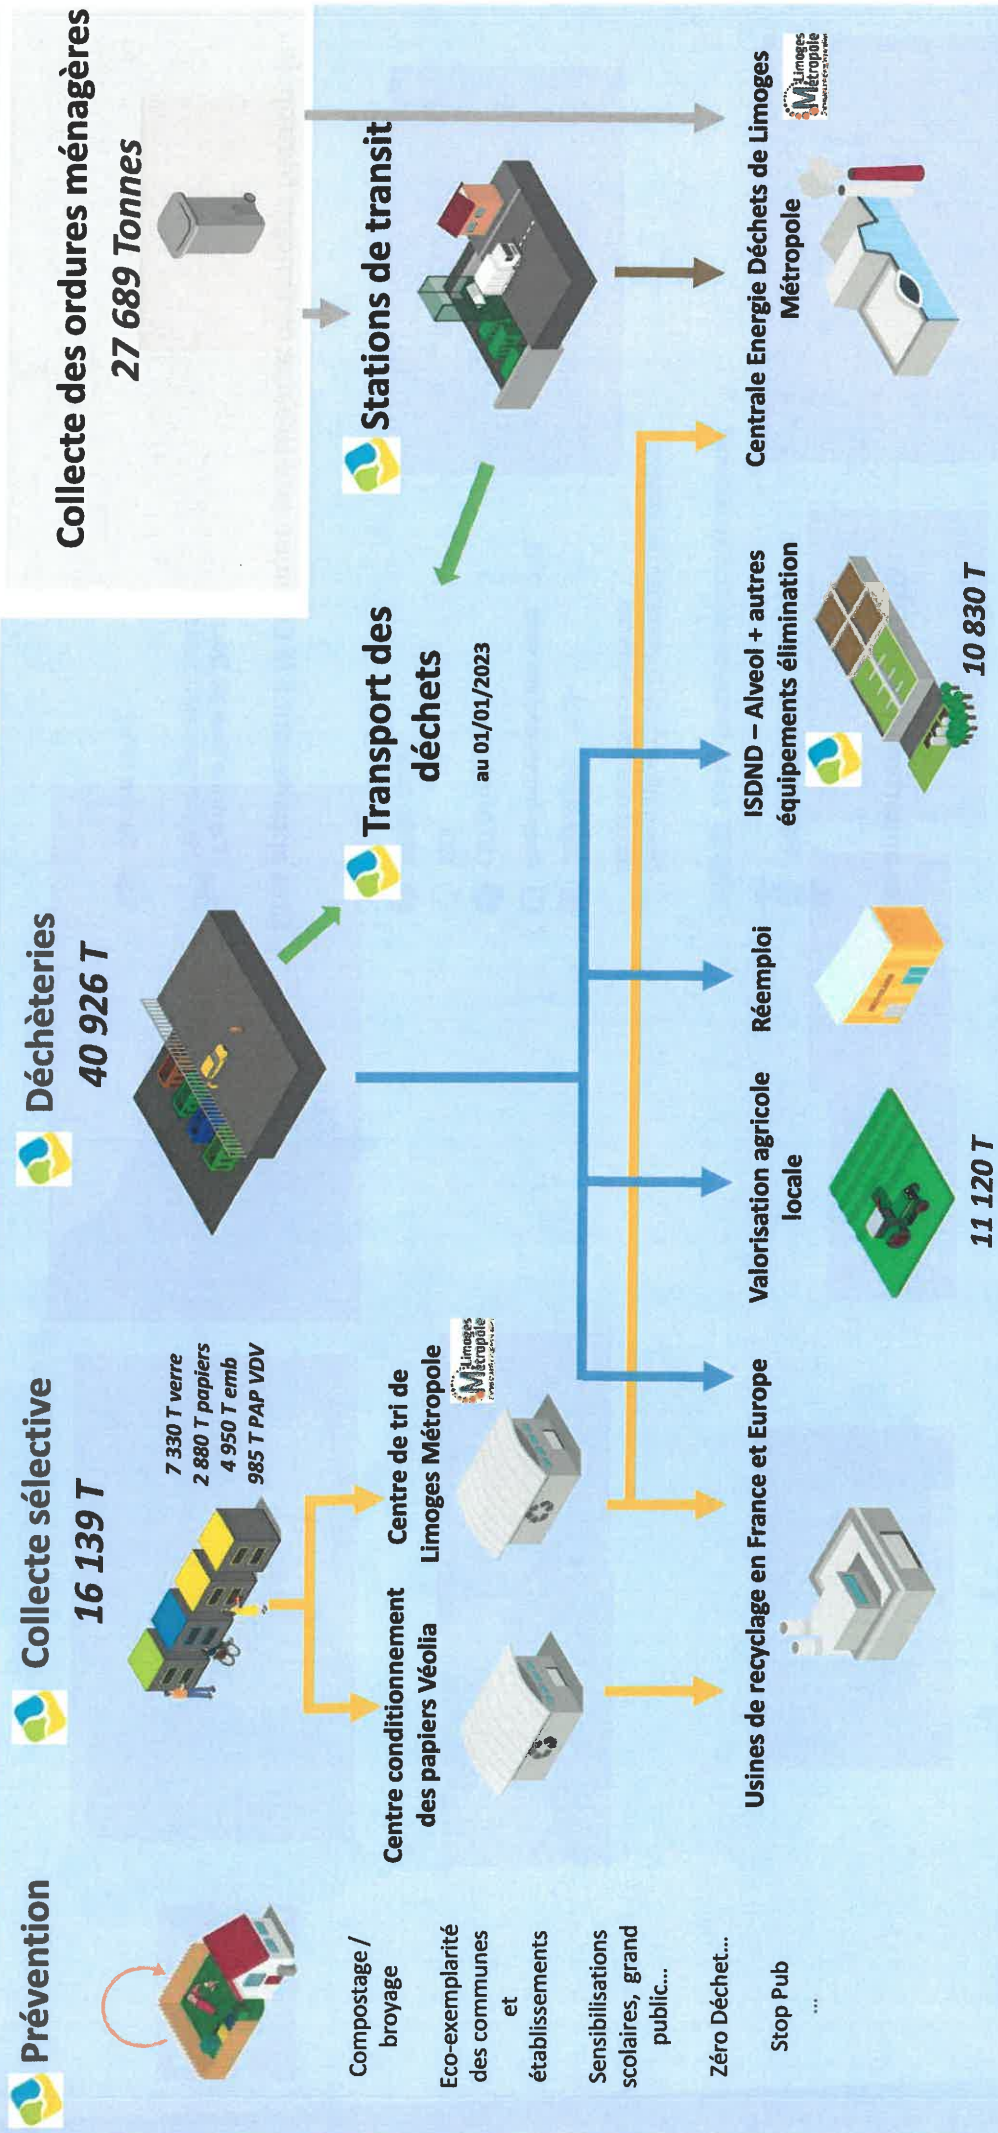 Prévention
Compostage /
broyage
Eco-exemplarité
des communes
et
établissements
Sensibilisations
scolaires, grand
public...
Zéro Déchet...
Stop Pub
...
Collecte sélective
16 139 T
7 330 T verre
2 880 T papiers
4 950 T emb
985 T PAP VDV
Centre conditionnement
des papiers Véolia
Centre de tri de
Limoges Métropole
Limoges
Métropole
Usines de recyclage en France et Europe
Déchèteries
40 926 T
Transport des
déchets
au 01/01/2023
Valorisation agricole
locale
11 120 T
Réemploi
ISDND – Alveol + autres
équipements élimination
10 830 T
Collecte des ordures ménagères
27 689 Tonnes
Stations de transit
Centrale Energie Déchets de Limoges
Métropole
Limoges
Métropole